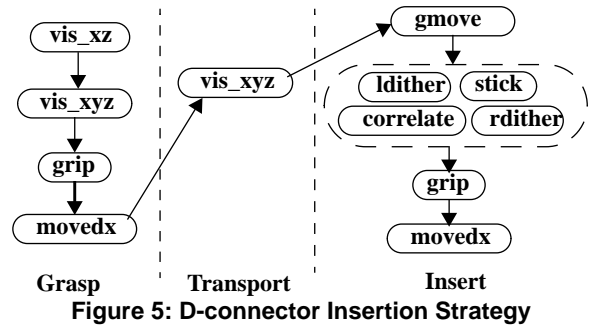 vis_xz
vis_xyz
grip
movedx
Grasp
vis_xyz
Transport
gmove
ldither stick
correlate rdither
grip
movedx
Insert
Figure 5: D-connector Insertion Strategy